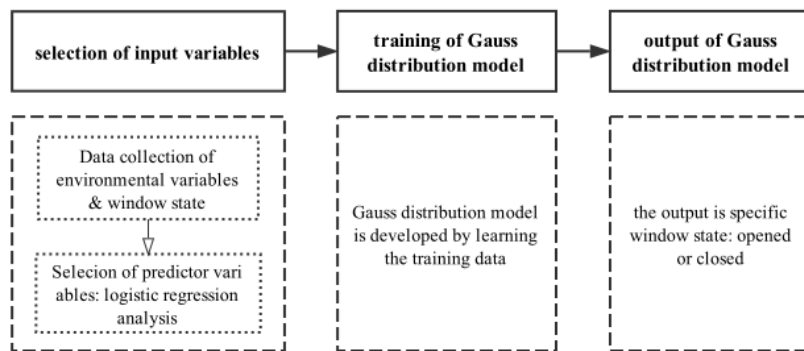 selection of input variables
training of Gauss
distribution model
output of Gauss
distribution model
Data collection of
environmental variables
& window state
Selecion of predictor vari
ables: logistic regression
analysis
Gauss distribution model
is developed by learning
the training data
the output is specific
window state: opened
or closed